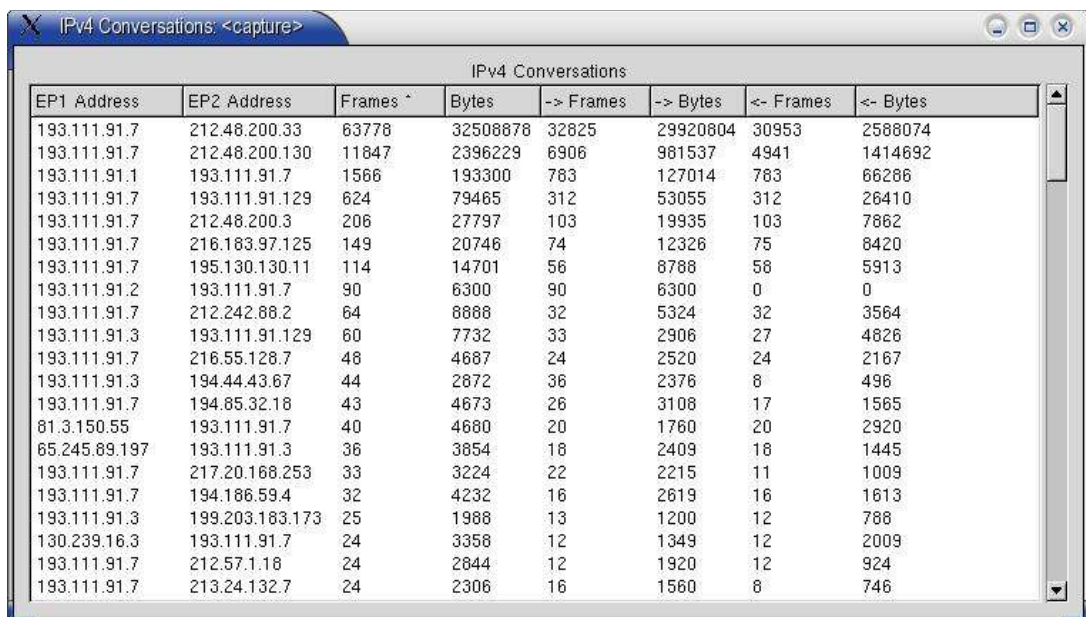 IPv4 Conversations: <capture>
IPv4 Conversations
EP1 Address EP2 Address Frames Bytes -> Frames -> Bytes <- Frames <- Bytes
193.111.91.7 212.48.200.33 63778 32508878 32825 29920804 30953 2588074
193.111.91.7 212.48.200.130 11847 2396229 6906 981537 4941 1414692
193.111.91.1 193.111.91.7 1566 193300 783 127014 783 66286
193.111.91.7 193.111.91.129 624 79465 312 53055 312 26410
193.111.91.7 212.48.200.3 206 27797 103 19935 103 7862
193.111.91.7 216.183.97.125 149 20746 74 12326 75 8420
193.111.91.7 195.130.130.11 114 14701 56 8788 58 5913
193.111.91.2 193.111.91.7 90 6300 90 6300 0 0
193.111.91.7 212.242.88.2 64 8888 32 5324 32 3564
193.111.91.3 193.111.91.129 60 7732 33 2906 27 4826
193.111.91.7 216.55.128.7 48 4687 24 2520 24 2167
193.111.91.3 194.44.43.67 44 2872 36 2376 8 496
193.111.91.7 194.85.32.18 43 4673 26 3108 17 1565
81.3.150.55 193.111.91.7 40 4680 20 1760 20 2920
65.245.89.197 193.111.91.3 36 3854 18 2409 18 1445
193.111.91.7 217.20.168.253 33 3224 22 2215 11 1009
193.111.91.7 194.186.59.4 32 4232 16 2619 16 1613
193.111.91.3 199.203.183.173 25 1988 13 1200 12 788
130.239.16.3 193.111.91.7 24 3358 12 1349 12 2009
193.111.91.7 212.57.1.18 24 2844 12 1920 12 924
193.111.91.7 213.24.132.7 24 2306 16 1560 8 746